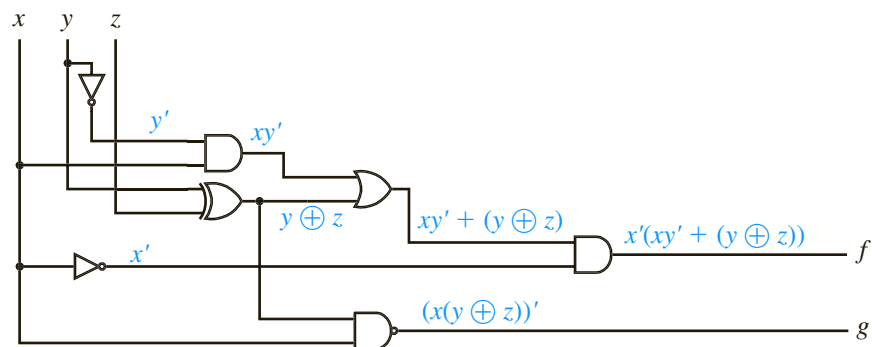 x y z
y′ xy′
y ⊕ z xy′ + (y ⊕ z)
x′ x′(xy′ + (y ⊕ z)) f
(x(y ⊕ z))′ g